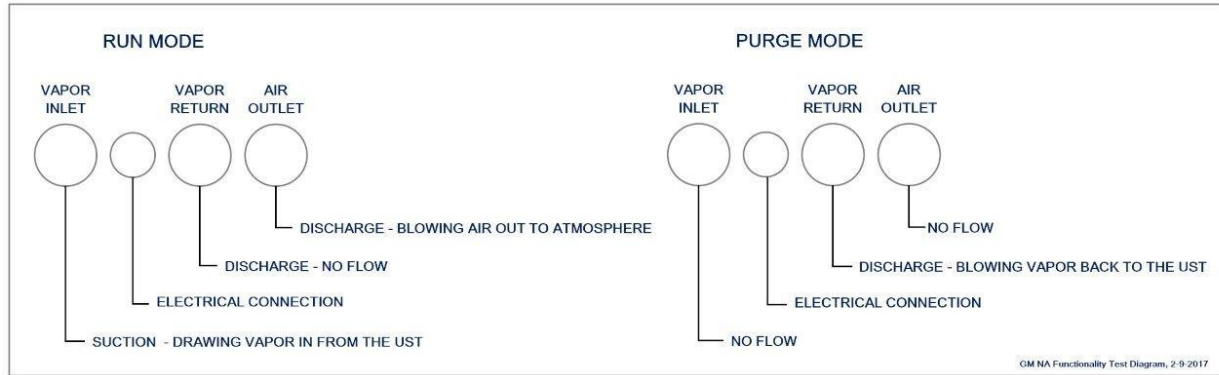 RUN MODE
VAPOR INLET
VAPOR RETURN
AIR OUTLET
DISCHARGE - BLOWING AIR OUT TO ATMOSPHERE
DISCHARGE - NO FLOW
ELECTRICAL CONNECTION
SUCTION - DRAWING VAPOR IN FROM THE UST
PURGE MODE
VAPOR INLET
VAPOR RETURN
AIR OUTLET
NO FLOW
DISCHARGE - BLOWING VAPOR BACK TO THE UST
ELECTRICAL CONNECTION
NO FLOW
GM NA Functionality Test Diagram, 2-9-2017